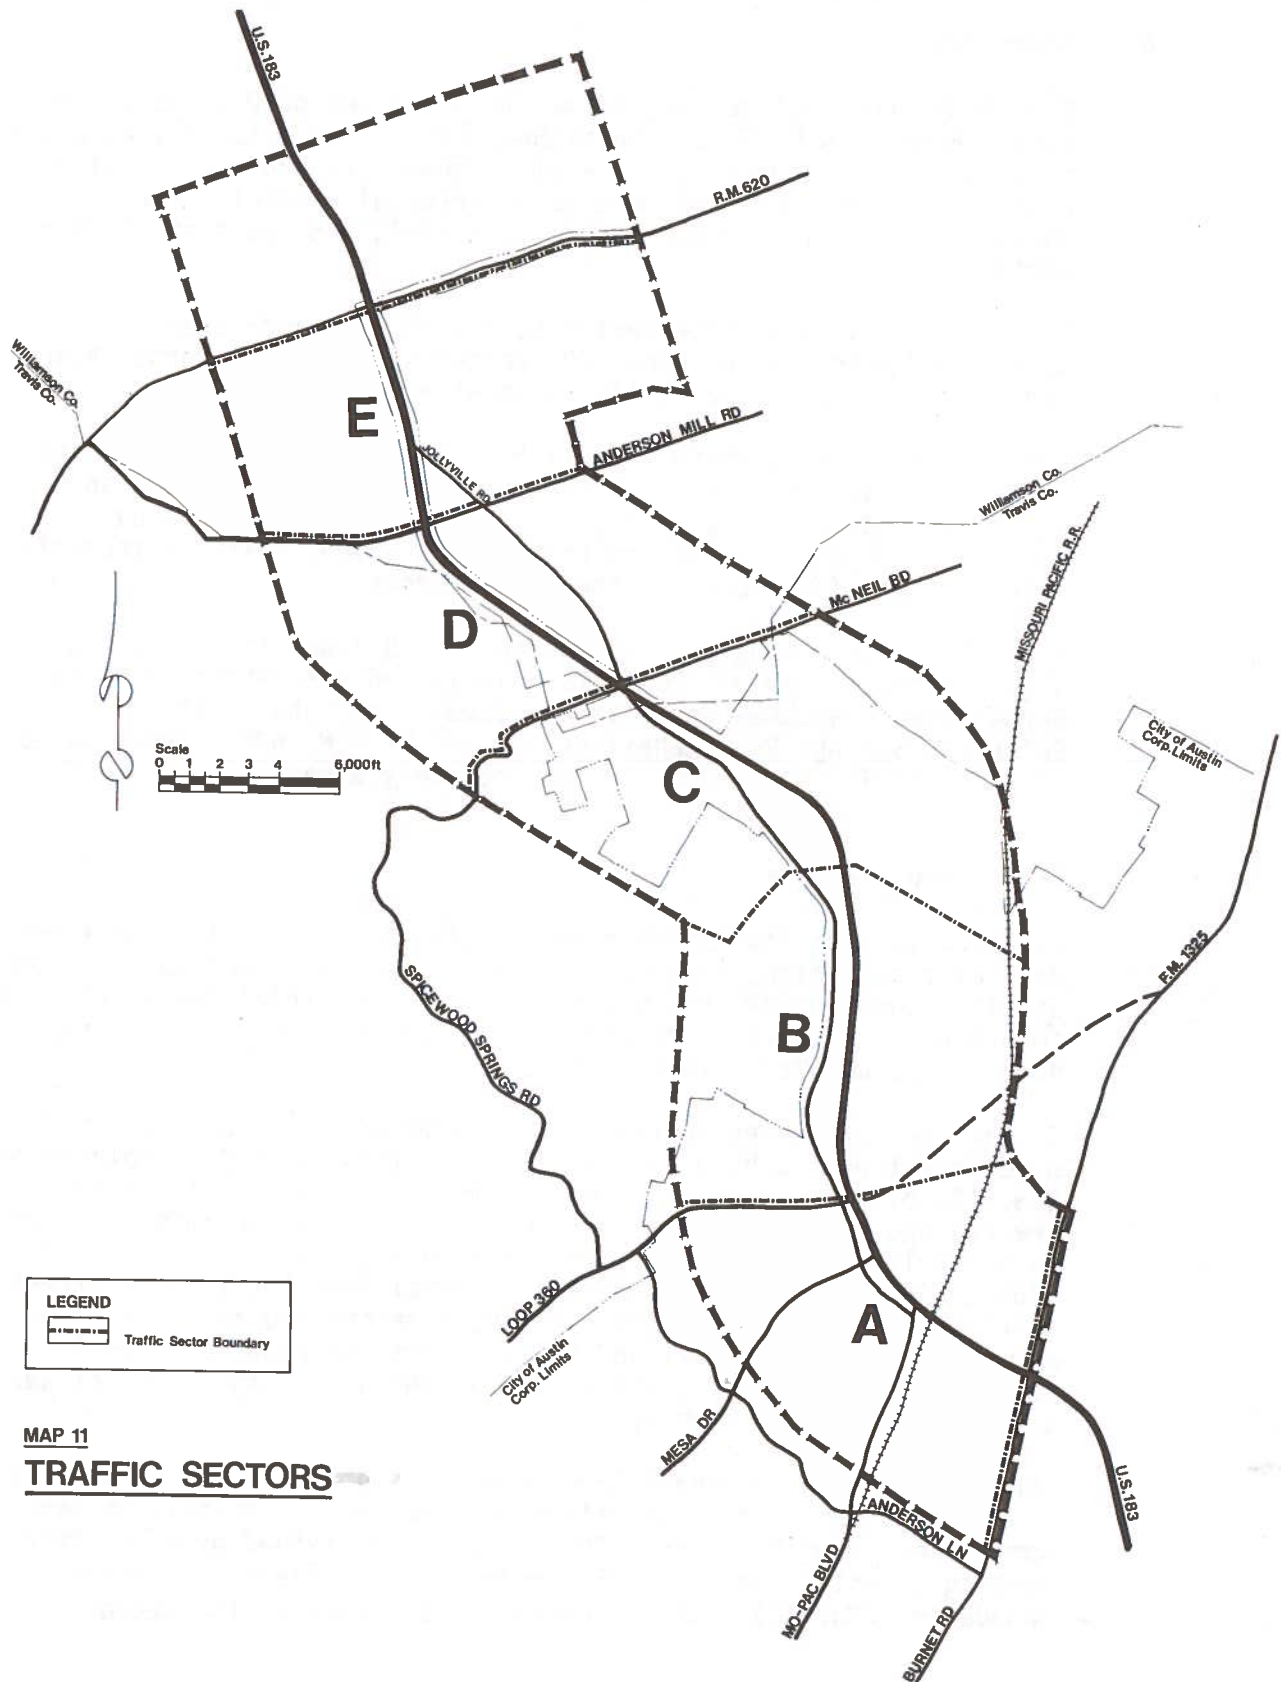 U.S.183
R.M.620
Williamson Co.
Travis Co.
E
JOLLYVILLE RD
ANDERSON MILL RD
Williamson Co.
Travis Co.
MISSOURI PACIFIC R.R.
Mc NEIL BD
D
Scale
0 1 2 3 4 6,000ft
C
City of Austin
Corp. Limits
F.M. 1325
SPICEWOOD SPRINGS RD
B
LOOP 360
A
City of Austin
Corp. Limits
LEGEND
Traffic Sector Boundary
MESA DR
MAP 11
TRAFFIC SECTORS
ANDERSON LN
U.S.183
MO-PAC BLVD
BURNET RD